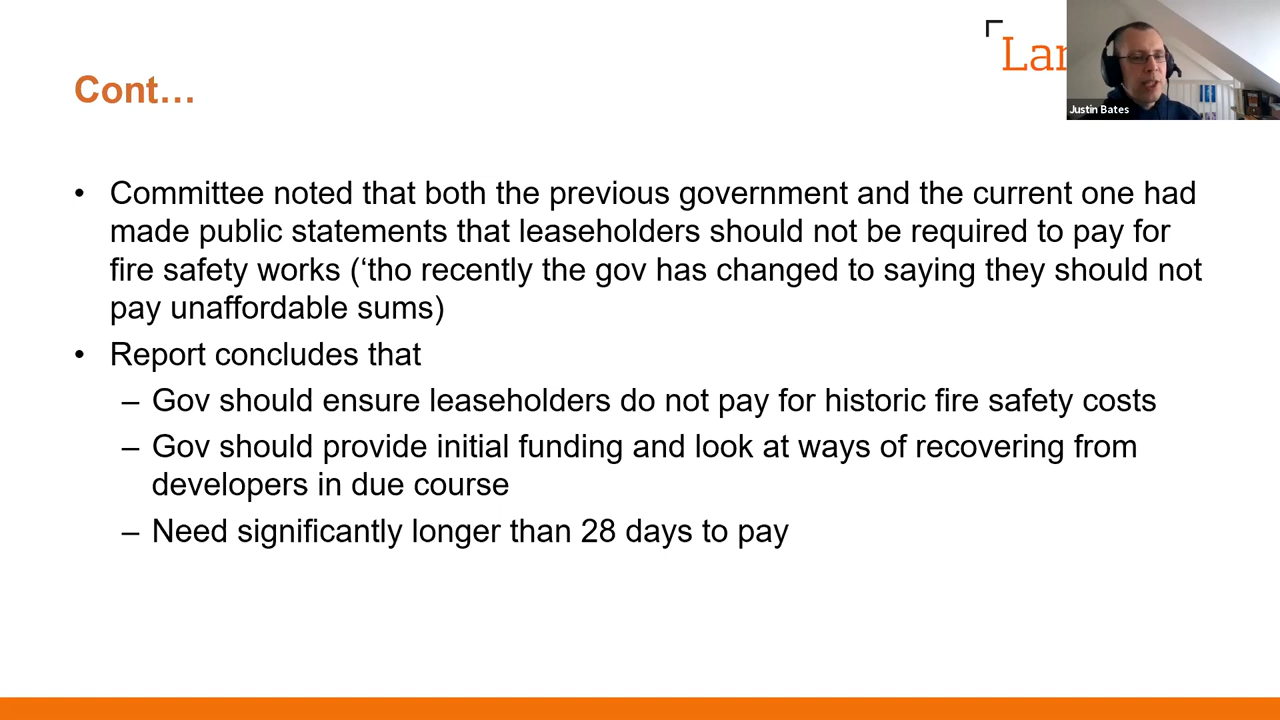 Lan
Justin Bates
Cont...
• Committee noted that both the previous government and the current one had
made public statements that leaseholders should not be required to pay for
fire safety works (‘tho recently the gov has changed to saying they should not
pay unaffordable sums)
• Report concludes that
– Gov should ensure leaseholders do not pay for historic fire safety costs
– Gov should provide initial funding and look at ways of recovering from
developers in due course
– Need significantly longer than 28 days to pay